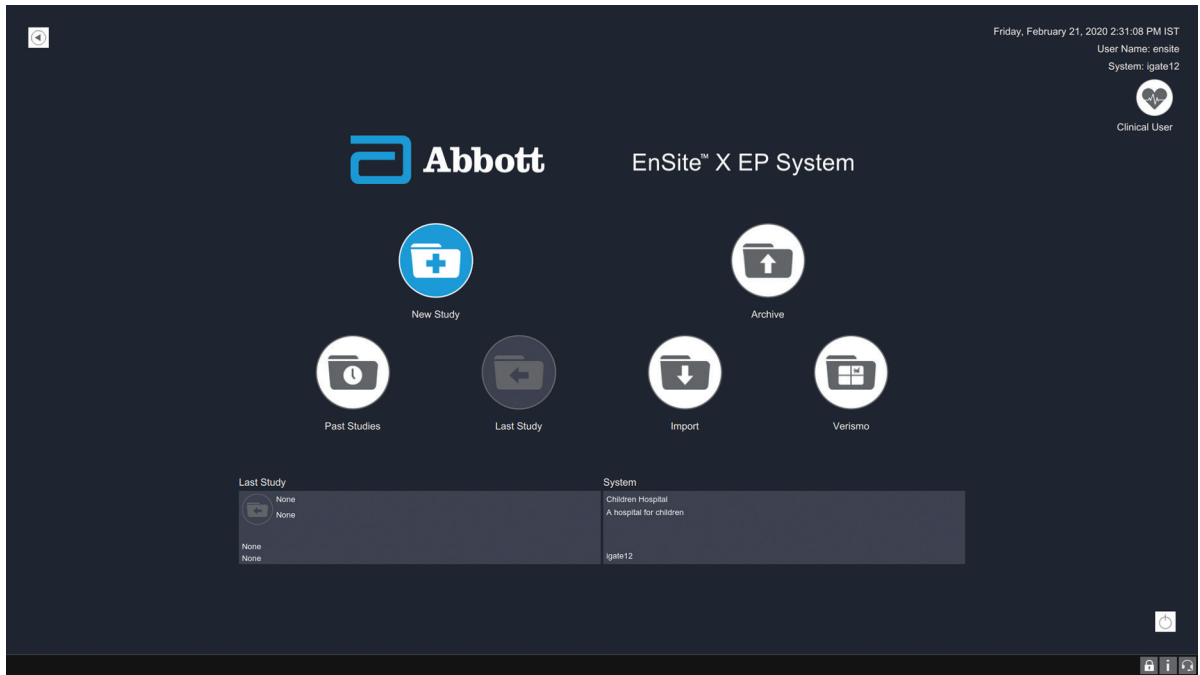 Friday, February 21, 2020 2:31:08 PM IST
User Name: ensite
System: igate12
Clinical User
Abbott
EnSite™ X EP System
New Study
Archive
Past Studies
Last Study
Import
Verismo
Last Study
None
None
None
None
System
Children Hospital
A hospital for children
igate12